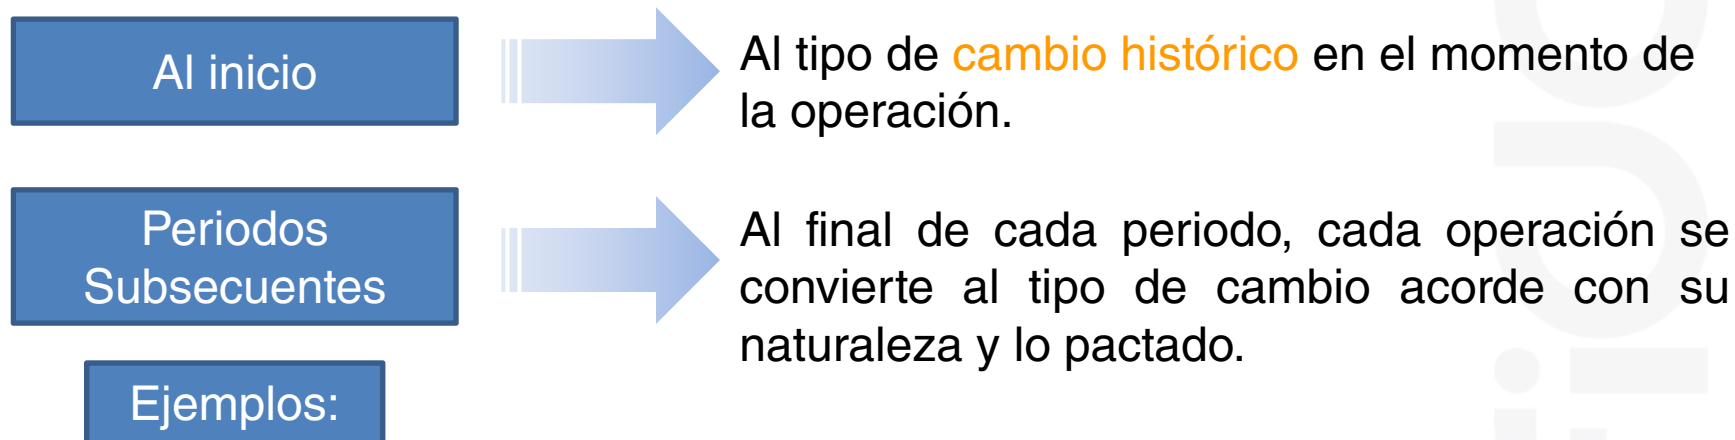 Al inicio
Al tipo de cambio histórico en el momento de
la operación.
Periodos
Subsecuentes
Al final de cada periodo, cada operación se
convierte al tipo de cambio acorde con su
naturaleza y lo pactado.
Ejemplos: